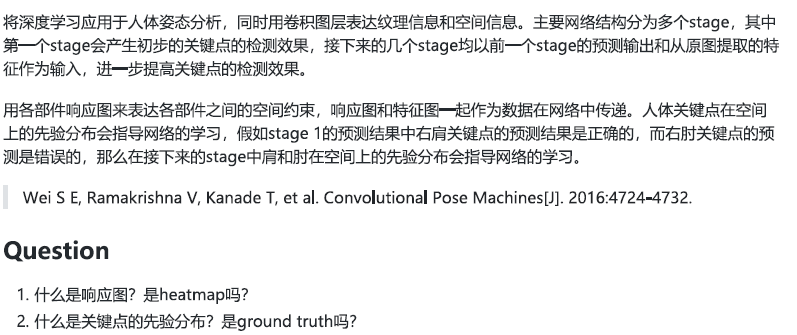 将深度学习应用于人体姿态分析，同时用卷积图层表达纹理信息和空间信息。主要网络结构分为多个stage，其中
第一个stage会产生初步的关键点的检测效果，接下来的几个stage均以前一个stage的预测输出和从原图提取的特
征作为输入，进一步提高关键点的检测效果。
用各部件响应图来表达各部件之间的空间约束，响应图和特征图一起作为数据在网络中传递。人体关键点在空间
上的先验分布会指导网络的学习，假如stage 1的预测结果中右肩关键点的预测结果是正确的，而右肘关键点的预
测是错误的，那么在接下来的stage中肩和肘在空间上的先验分布会指导网络的学习。
Wei S E, Ramakrishna V, Kanade T, et al. Convolutional Pose Machines[J]. 2016:4724-4732.
Question
1. 什么是响应图？是heatmap吗？
2. 什么是关键点的先验分布？是ground truth吗？